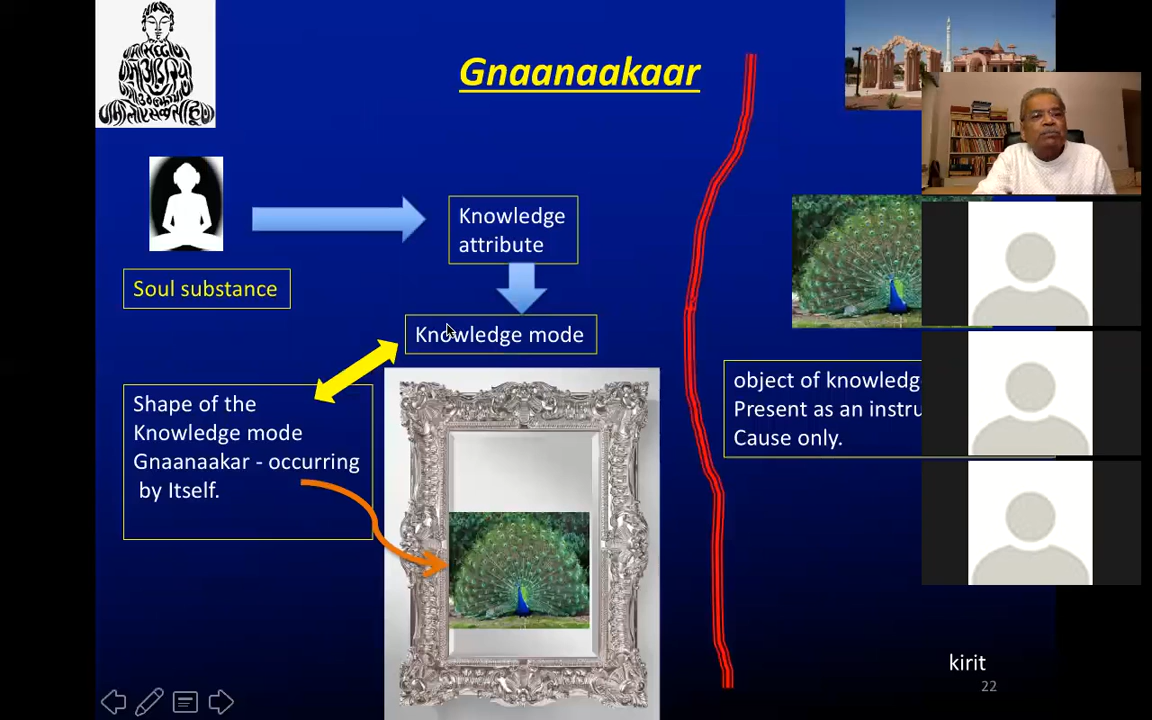 Gnaanaakaar
Knowledge
attribute
Soul substance
Knowledge mode
Shape of the
Knowledge mode
Gnaanaakar - occurring
by Itself.
object of knowledg
Present as an instru
Cause only.
kirit
22